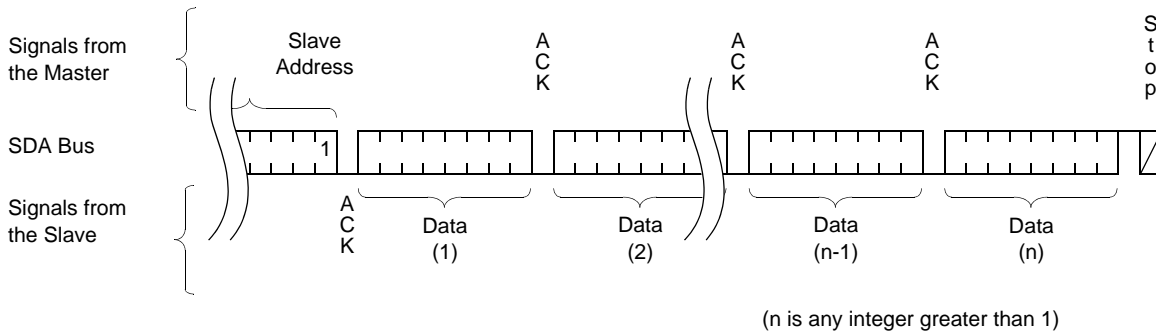 Signals from
the Master
Slave
Address
A
C
K
A
C
K
A
C
K
S
t
o
p
SDA Bus
1
Signals from
the Slave
A
C
K
Data
(1)
Data
(2)
Data
(n-1)
Data
(n)
(n is any integer greater than 1)